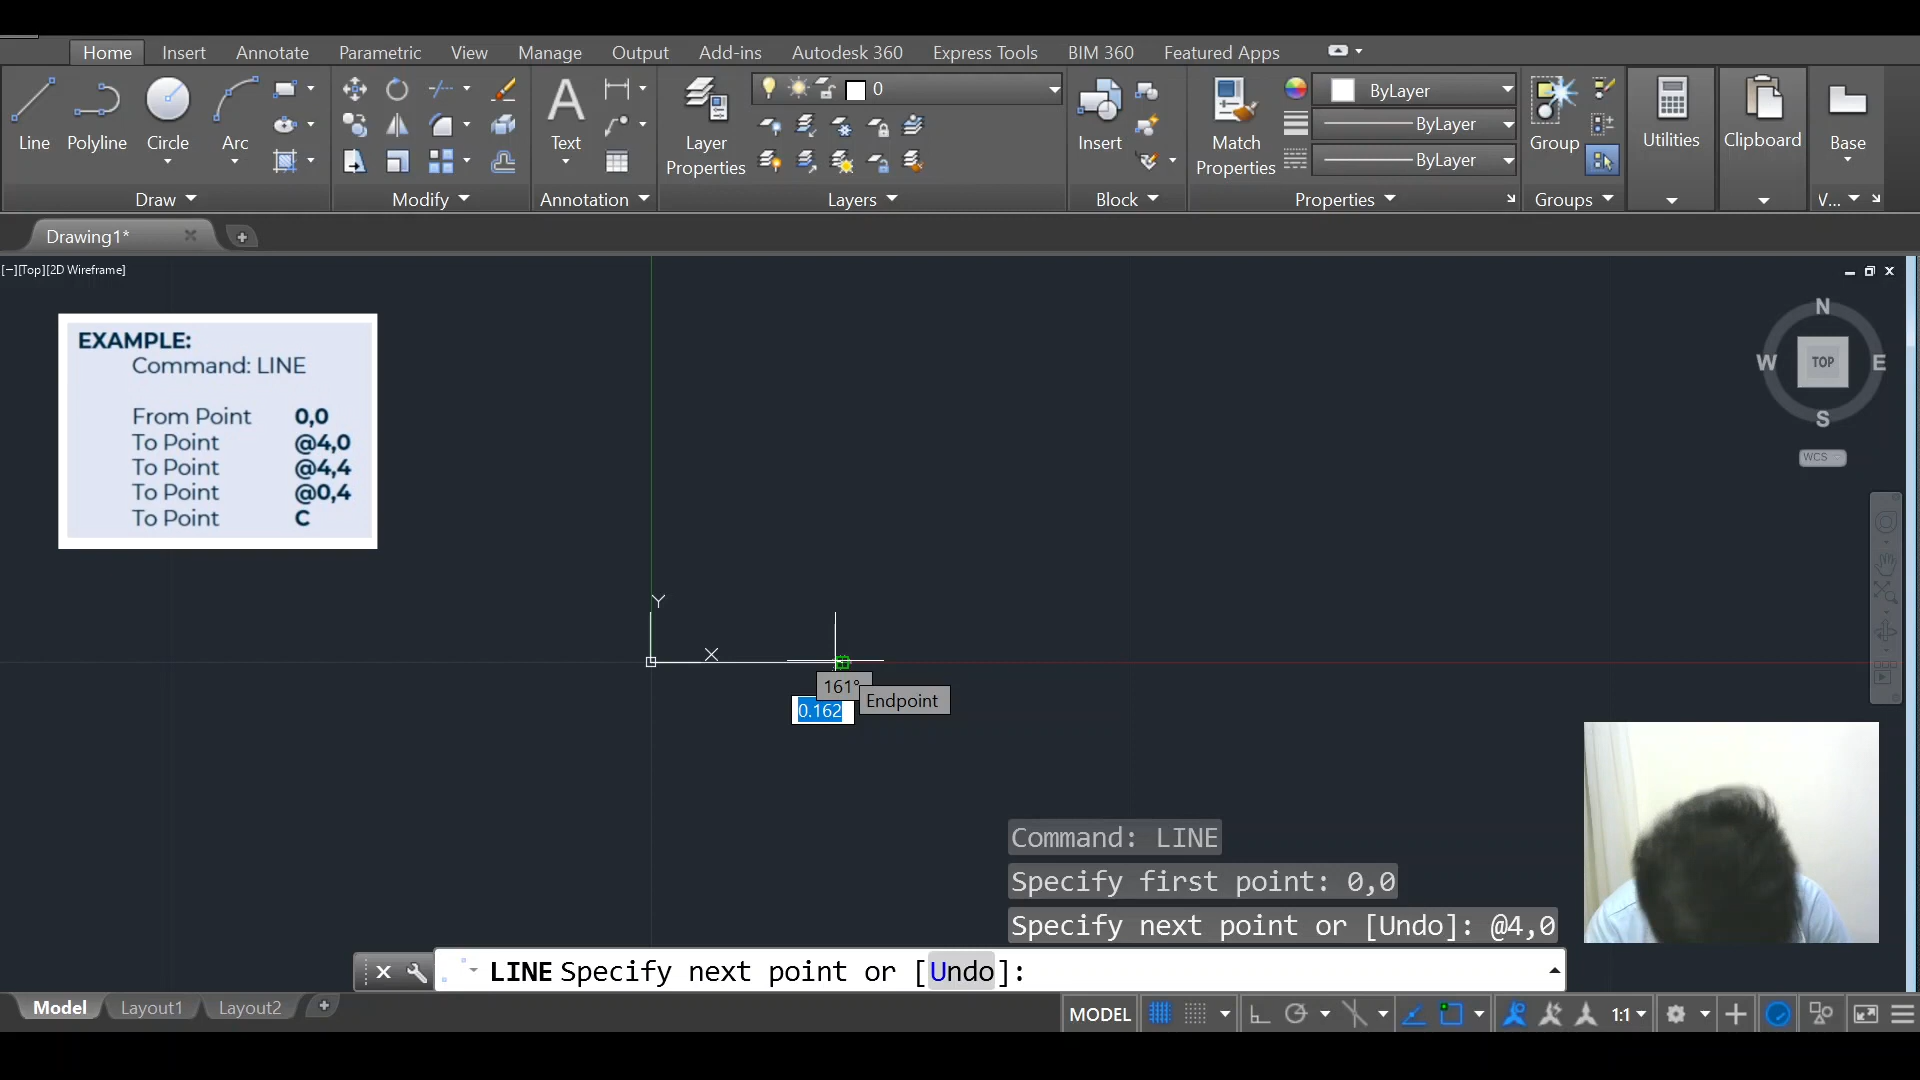 Home Insert Annotate Parametric View Manage Output Add-ins Autodesk 360 Express Tools BIM 360 Featured Apps
Line Polyline Circle Arc Text Layer Properties 0 Insert Match Properties ByLayer ByLayer ByLayer Group Utilities Clipboard Base
Draw Modify Annotation Layers Block Properties Groups V...
Drawing1*
[−][Top][2D Wireframe]
EXAMPLE:
Command: LINE
From Point 0,0
To Point @4,0
To Point @4,4
To Point @0,4
To Point C
N
W TOP E
S
WCS
Y
X
161°
Endpoint
0.162
Command: LINE
Specify first point: 0,0
Specify next point or [Undo]: @4,0
LINE Specify next point or [Undo]:
Model Layout1 Layout2
MODEL 1:1